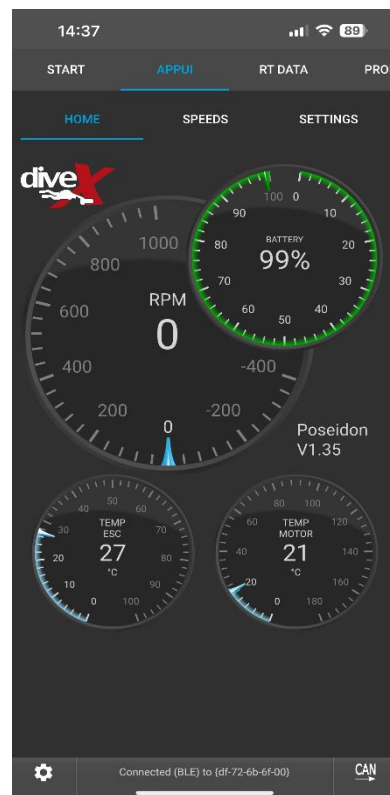 14:37
89
START APPUI RT DATA PRO
HOME SPEEDS SETTINGS
diveX
100 0
90 10
80 20
70 30
60 40
50
BATTERY
99%
1000
800
600
400
200
0
-200
-400
RPM
0
Poseidon
V1.35
50 60
40
30 70
20 80
10 90
0 100
TEMP
ESC
27
°C
80 100
60 120
40 140
20 160
0 180
TEMP
MOTOR
21
°C
Connected (BLE) to {df-72-6b-6f-00}
CAN